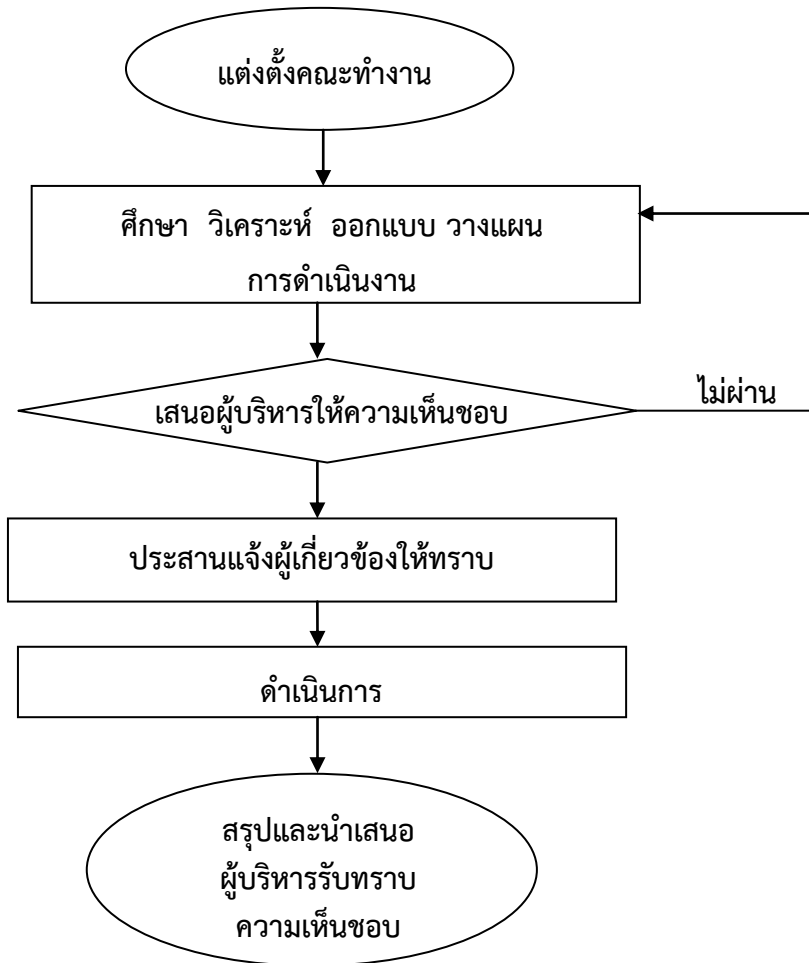 แต่งตั้งคณะทำงาน
ศึกษา วิเคราะห์ ออกแบบ วางแผน
การดำเนินงาน
เสนอผู้บริหารให้ความเห็นชอบ
ไม่ผ่าน
ประสานแจ้งผู้เกี่ยวข้องให้ทราบ
ดำเนินการ
สรุปและนำเสนอ
ผู้บริหารรับทราบ
ความเห็นชอบ